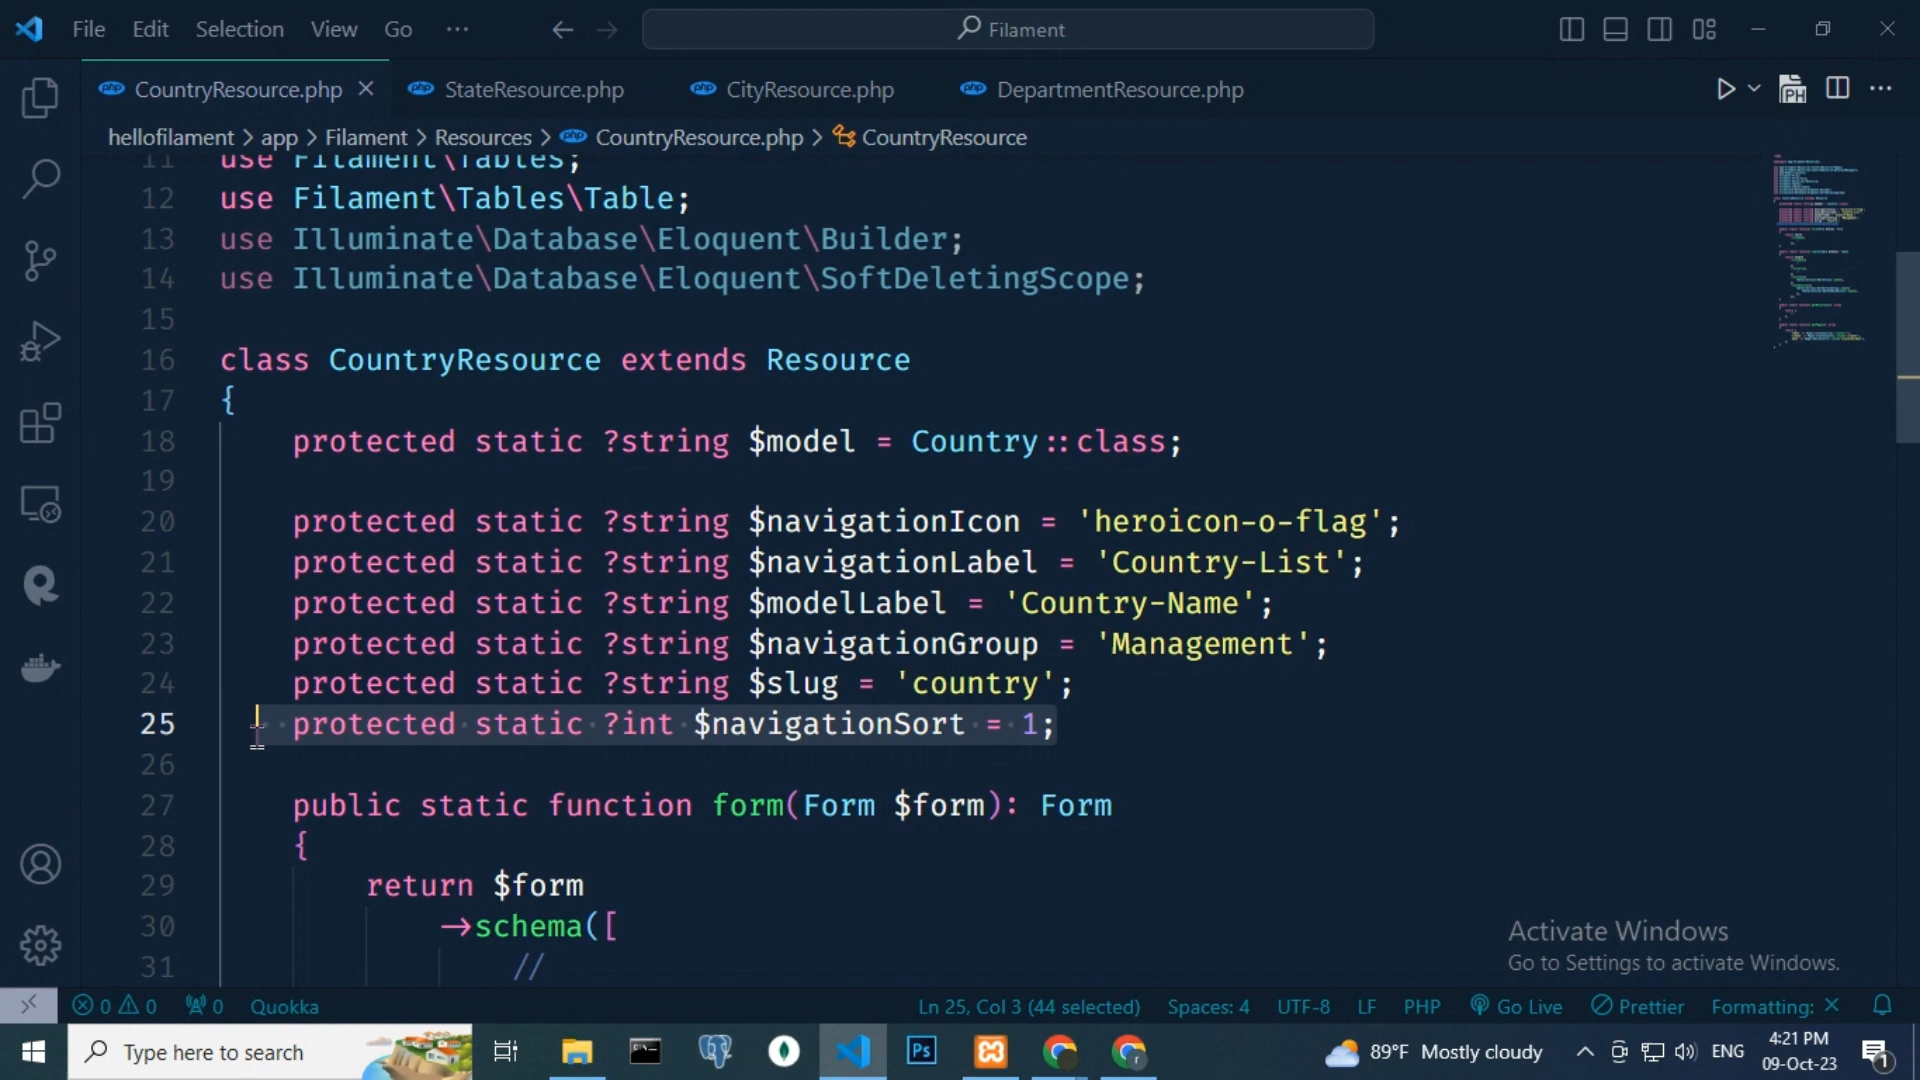 File Edit Selection View Go ···
Filament
CountryResource.php
StateResource.php
CityResource.php
DepartmentResource.php
hellofilament > app > Filament > Resources > CountryResource.php > CountryResource
11 use Filament\Tables;
12 use Filament\Tables\Table;
13 use Illuminate\Database\Eloquent\Builder;
14 use Illuminate\Database\Eloquent\SoftDeletingScope;
15
16 class CountryResource extends Resource
17 {
18 protected static ?string $model = Country::class;
19
20 protected static ?string $navigationIcon = 'heroicon-o-flag';
21 protected static ?string $navigationLabel = 'Country-List';
22 protected static ?string $modelLabel = 'Country-Name';
23 protected static ?string $navigationGroup = 'Management';
24 protected static ?string $slug = 'country';
25 protected static ?int $navigationSort = 1;
26
27 public static function form(Form $form): Form
28 {
29 return $form
30 ->schema([
31 //
Activate Windows
Go to Settings to activate Windows.
0 0 0 Quokka Ln 25, Col 3 (44 selected) Spaces: 4 UTF-8 LF PHP Go Live Prettier Formatting: ×
Type here to search
Ps
89°F Mostly cloudy
ENG
4:21 PM
09-Oct-23
1